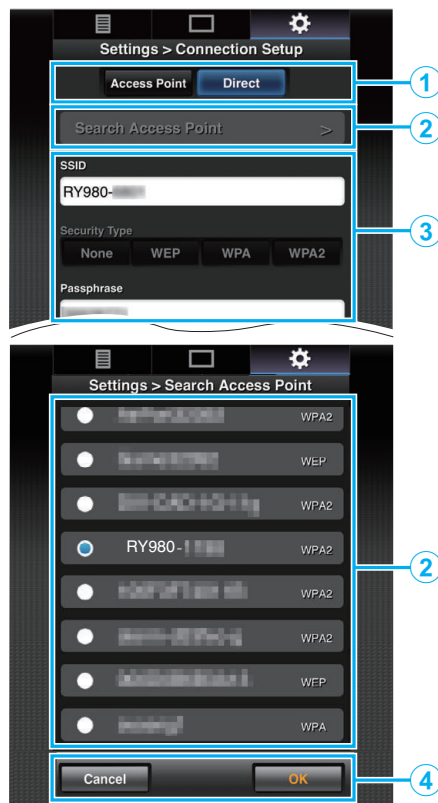 Settings > Connection Setup
Access Point Direct
1
Search Access Point >
2
SSID
RY980-
3
Security Type
None WEP WPA WPA2
Passphrase
Settings > Search Access Point
WPA2
WEP
WPA2
RY980- WPA2
2
WPA2
WPA2
WEP
WPA
Cancel OK
4